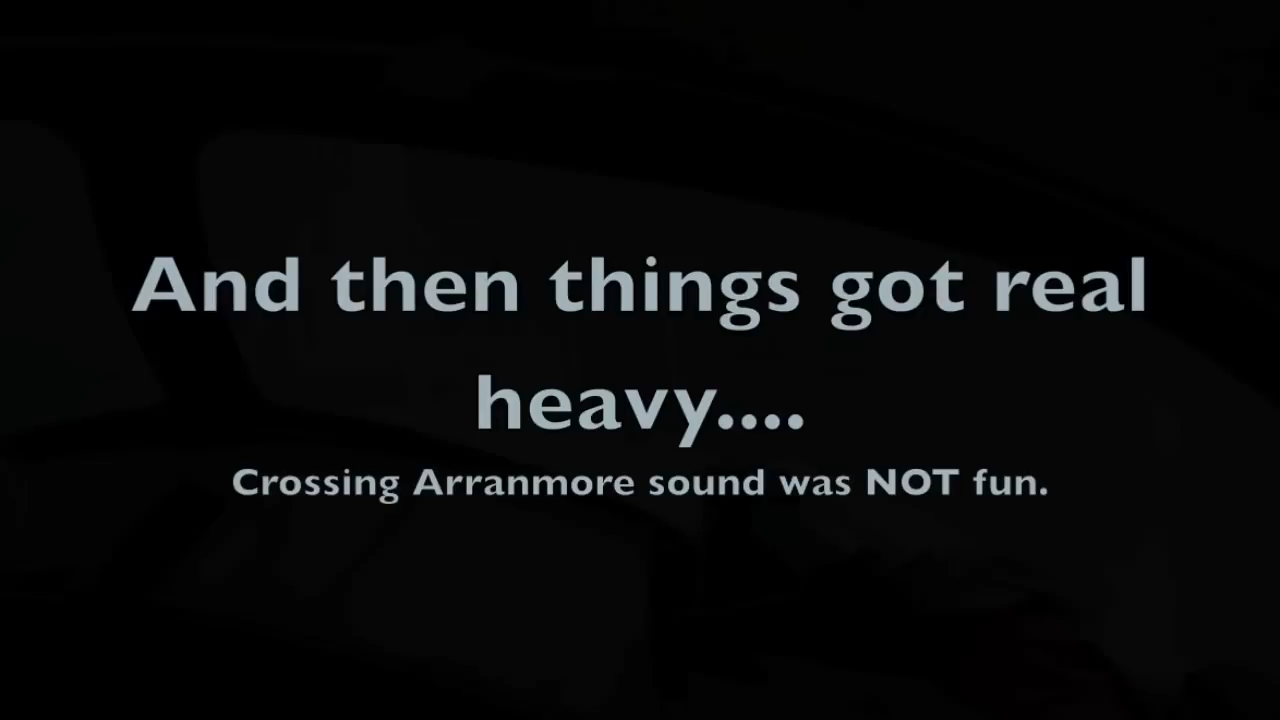 And then things got real
heavy....
Crossing Arranmore sound was NOT fun.